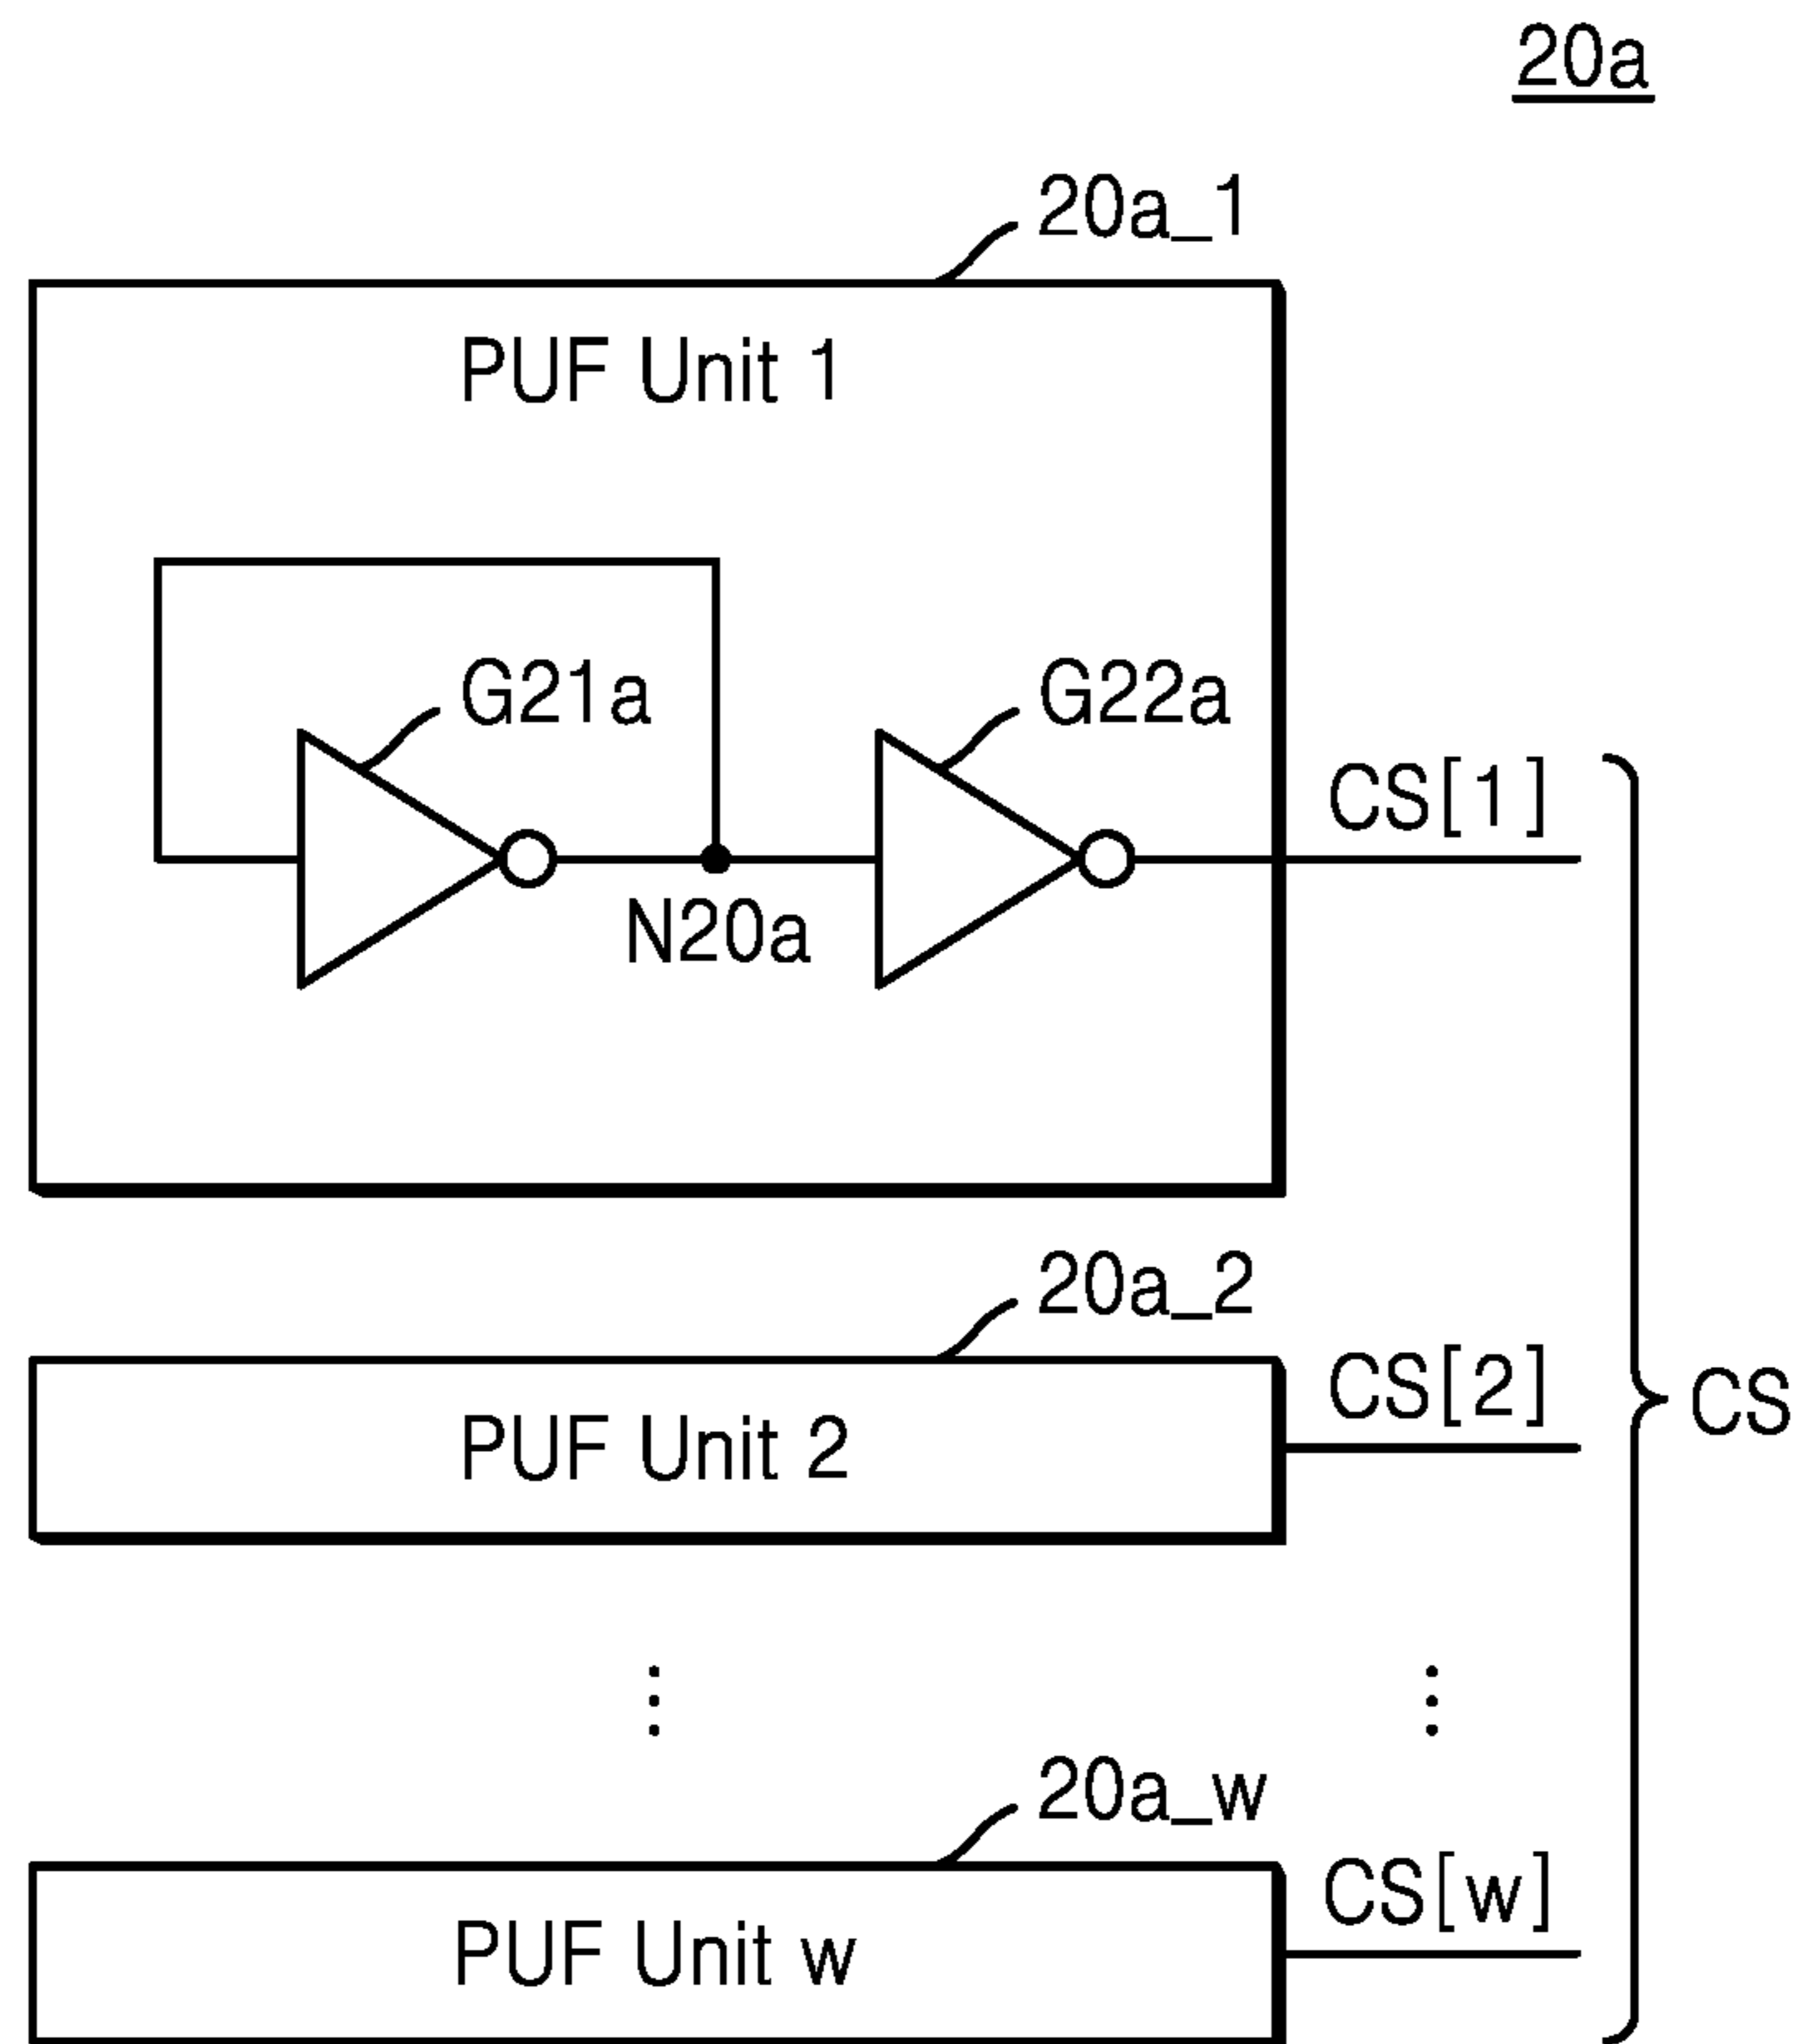 20a
20a_1
PUF Unit 1
G21a
G22a
CS[1]
N20a
20a_2
CS[2]
PUF Unit 2
CS
⋮ ⋮
20a_w
CS[w]
PUF Unit w